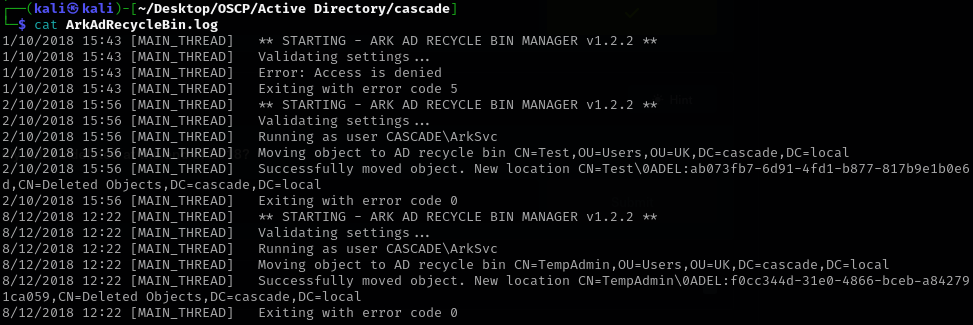 ┌──(kali㉿kali)-[~/Desktop/OSCP/Active Directory/cascade]
└─$ cat ArkAdRecycleBin.log
1/10/2018 15:43 [MAIN_THREAD]   ** STARTING - ARK AD RECYCLE BIN MANAGER v1.2.2 **
1/10/2018 15:43 [MAIN_THREAD]   Validating settings...
1/10/2018 15:43 [MAIN_THREAD]   Error: Access is denied
1/10/2018 15:43 [MAIN_THREAD]   Exiting with error code 5
2/10/2018 15:56 [MAIN_THREAD]   ** STARTING - ARK AD RECYCLE BIN MANAGER v1.2.2 **
2/10/2018 15:56 [MAIN_THREAD]   Validating settings...
2/10/2018 15:56 [MAIN_THREAD]   Running as user CASCADE\ArkSvc
2/10/2018 15:56 [MAIN_THREAD]   Moving object to AD recycle bin CN=Test,OU=Users,OU=UK,DC=cascade,DC=local
2/10/2018 15:56 [MAIN_THREAD]   Successfully moved object. New location CN=Test\0ADEL:ab073fb7-6d91-4fd1-b877-817b9e1b0e6
d,CN=Deleted Objects,DC=cascade,DC=local
2/10/2018 15:56 [MAIN_THREAD]   Exiting with error code 0
8/12/2018 12:22 [MAIN_THREAD]   ** STARTING - ARK AD RECYCLE BIN MANAGER v1.2.2 **
8/12/2018 12:22 [MAIN_THREAD]   Validating settings...
8/12/2018 12:22 [MAIN_THREAD]   Running as user CASCADE\ArkSvc
8/12/2018 12:22 [MAIN_THREAD]   Moving object to AD recycle bin CN=TempAdmin,OU=Users,OU=UK,DC=cascade,DC=local
8/12/2018 12:22 [MAIN_THREAD]   Successfully moved object. New location CN=TempAdmin\0ADEL:f0cc344d-31e0-4866-bceb-a84279
1ca059,CN=Deleted Objects,DC=cascade,DC=local
8/12/2018 12:22 [MAIN_THREAD]   Exiting with error code 0